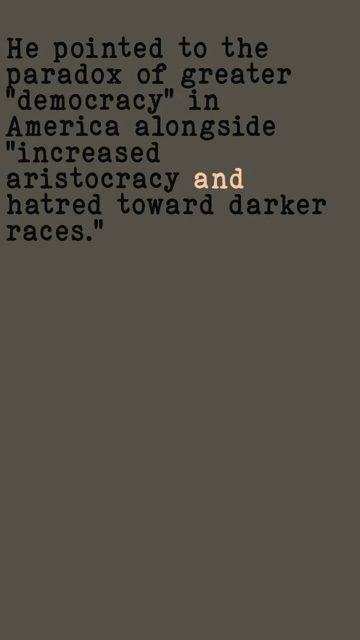 He pointed to the
paradox of greater
"democracy" in
America alongside
"increased
aristocracy and
hatred toward darker
races."